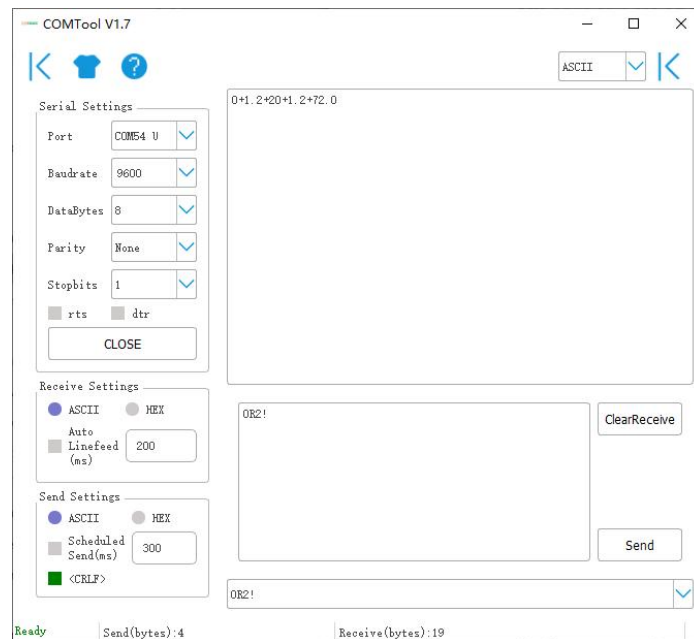 COMTool V1.7
ASCII
Serial Settings
Port COM54 U
Baudrate 9600
DataBytes 8
Parity None
Stopbits 1
rts dtr
CLOSE
Receive Settings
ASCII HEX
Auto
Linefeed
(ms)
200
Send Settings
ASCII HEX
Scheduled
Send(ms)
300
<CRLF>
0+1.2+20+1.2+72.0
0R2!
ClearReceive
Send
0R2!
Ready Send(bytes):4 Receive(bytes):19